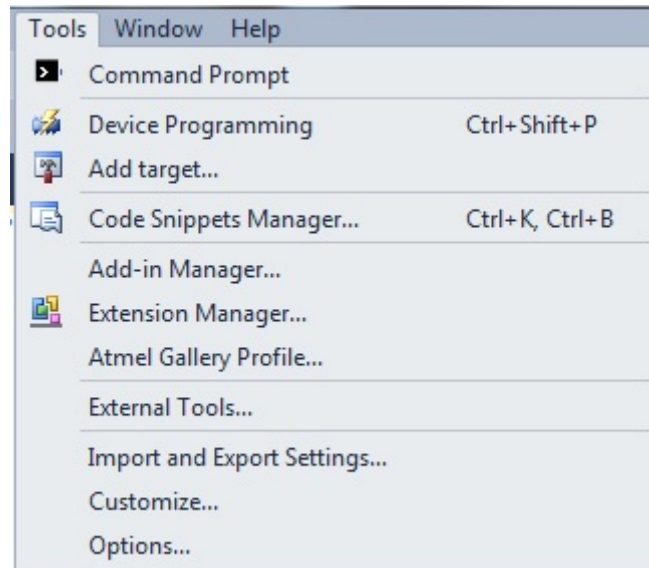 Tools Window Help
Command Prompt
Device Programming Ctrl+Shift+P
Add target...
Code Snippets Manager... Ctrl+K, Ctrl+B
Add-in Manager...
Extension Manager...
Atmel Gallery Profile...
External Tools...
Import and Export Settings...
Customize...
Options...